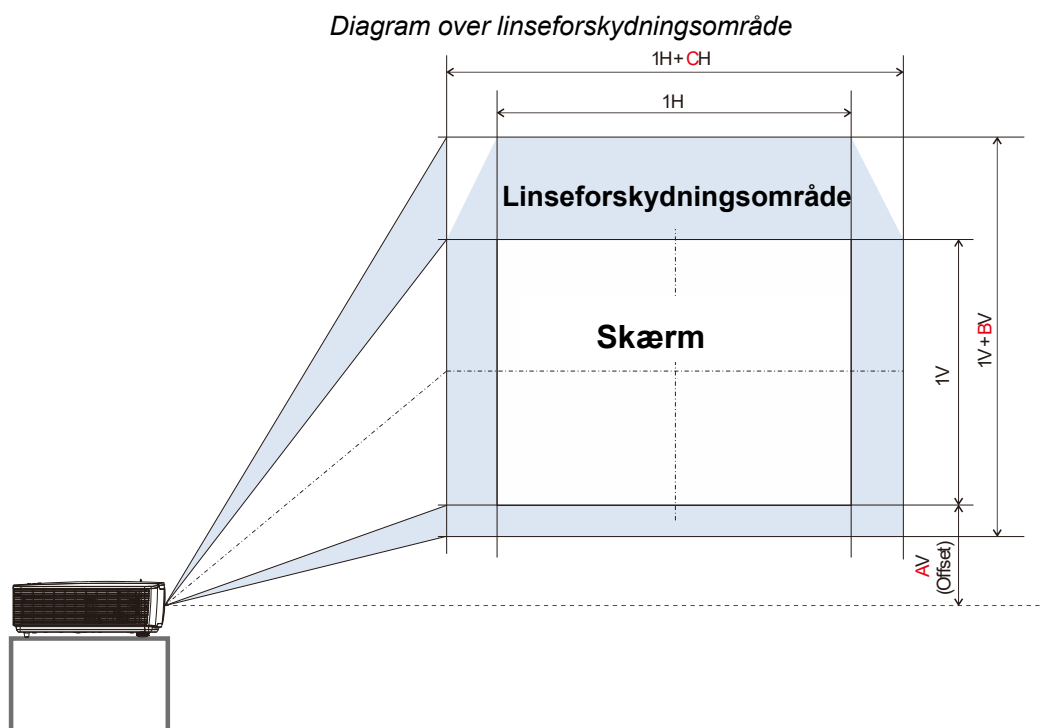 Diagram over linseforskydningsområde
1H+ CH
1H
Linseforskydningsområde
Skærm
1V
1V + BV
AV
(Offset)